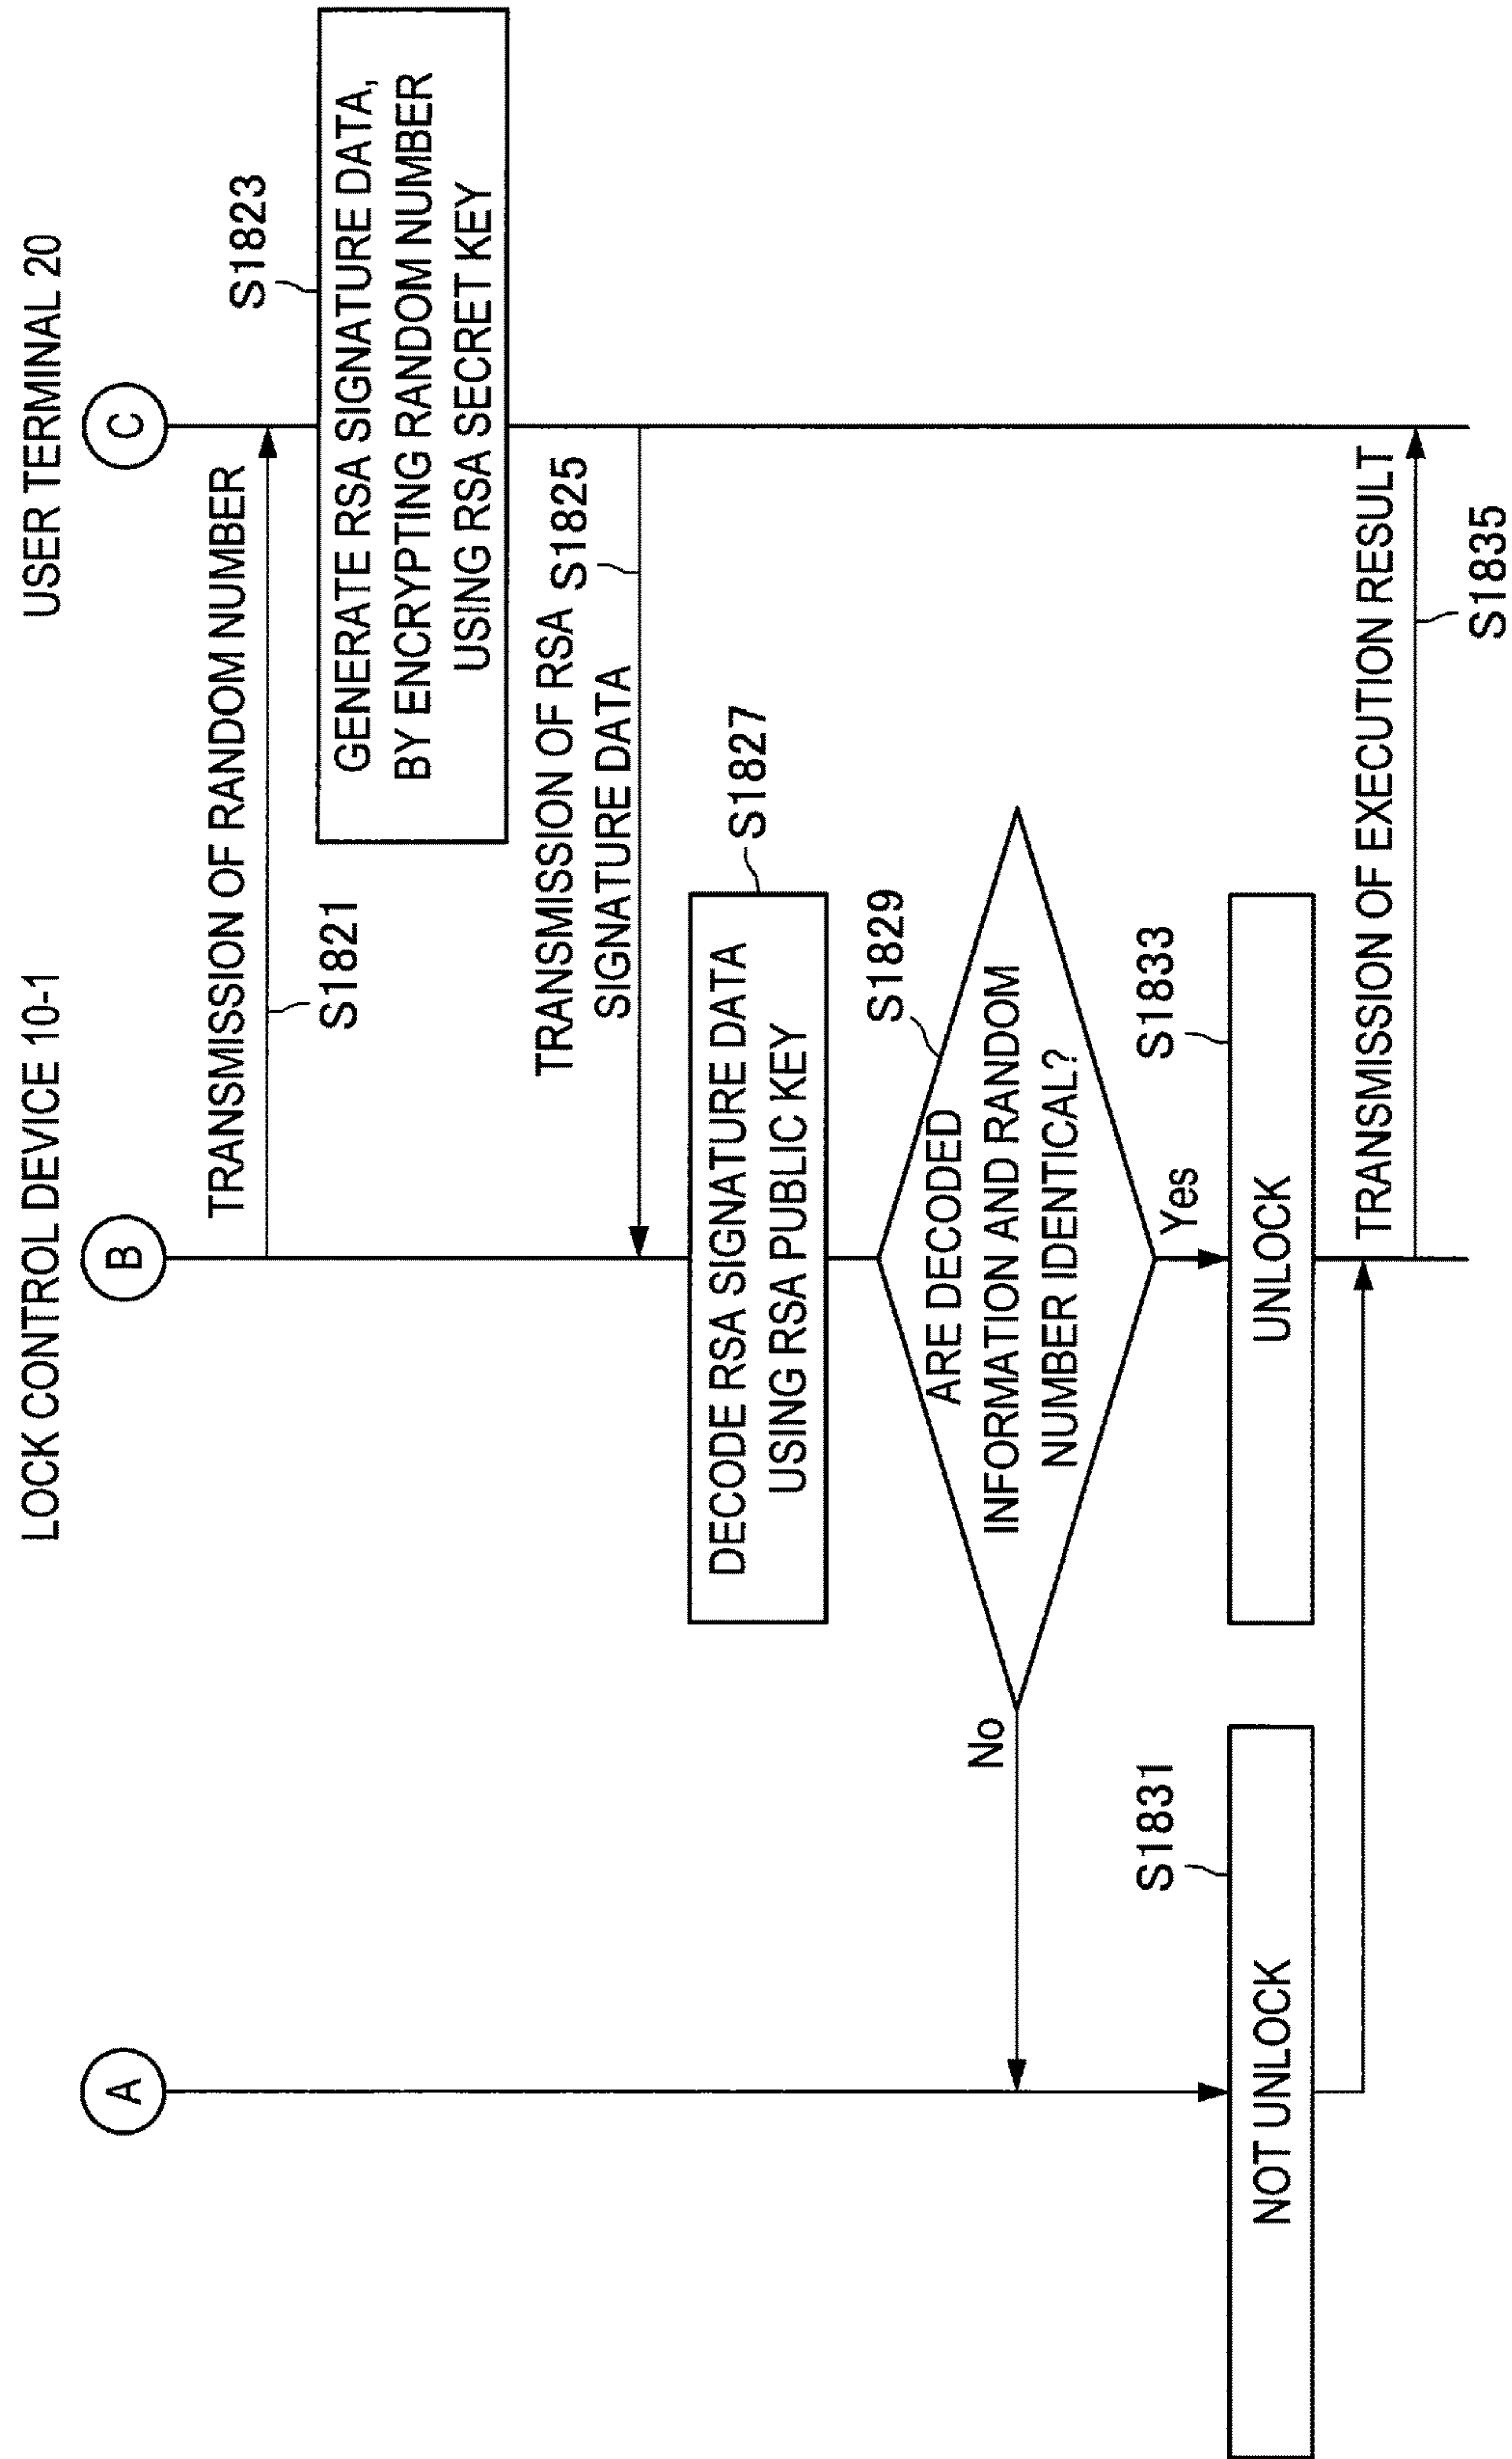 LOCK CONTROL DEVICE 10-1
USER TERMINAL 20
A
B
C
TRANSMISSION OF RANDOM NUMBER
S1821
S1823
GENERATE RSA SIGNATURE DATA,
BY ENCRYPTING RANDOM NUMBER
USING RSA SECRET KEY
TRANSMISSION OF RSA
SIGNATURE DATA
S1825
S1827
DECODE RSA SIGNATURE DATA
USING RSA PUBLIC KEY
S1829
ARE DECODED
INFORMATION AND RANDOM
NUMBER IDENTICAL?
No
Yes
S1831
NOT UNLOCK
S1833
UNLOCK
TRANSMISSION OF EXECUTION RESULT
S1835